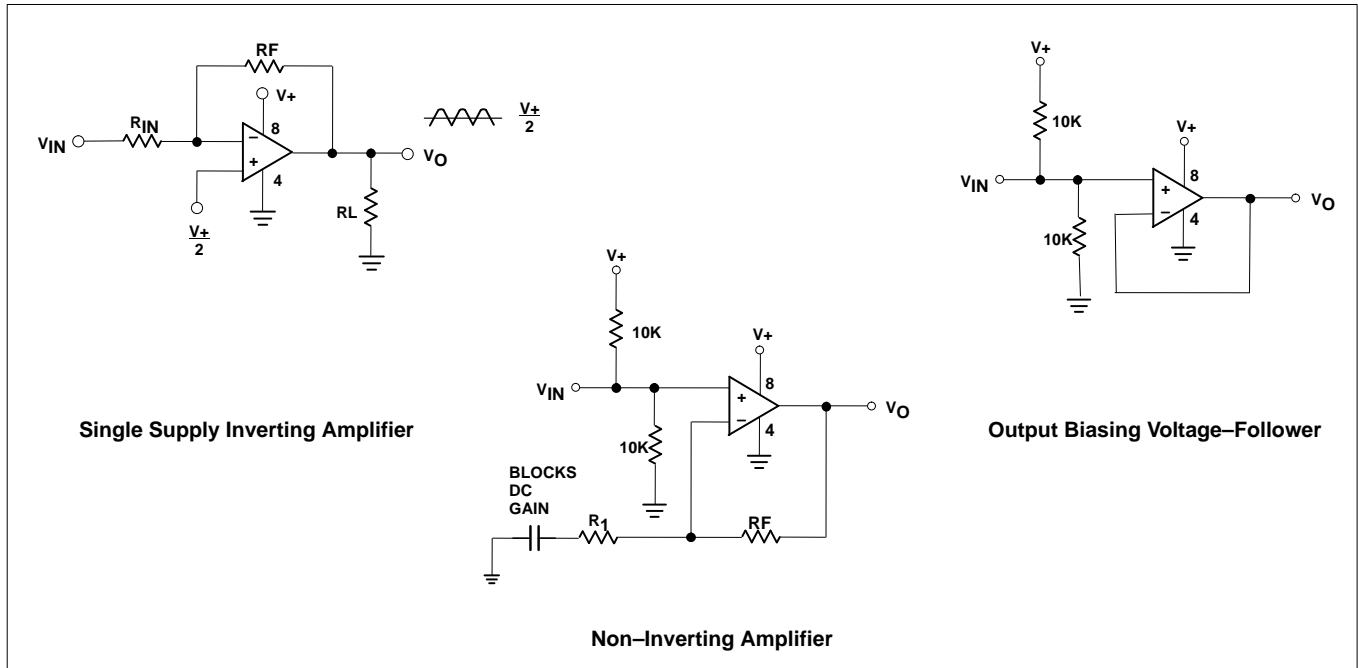 RF
V+
V+
2
RIN
VIN
8
−
+
4
VO
RL
V+
2
Single Supply Inverting Amplifier
V+
10K
V+
VIN
8
+
−
4
VO
10K
BLOCKS
DC
GAIN
R1
RF
Non–Inverting Amplifier
V+
10K
V+
VIN
8
+
−
4
VO
10K
Output Biasing Voltage–Follower